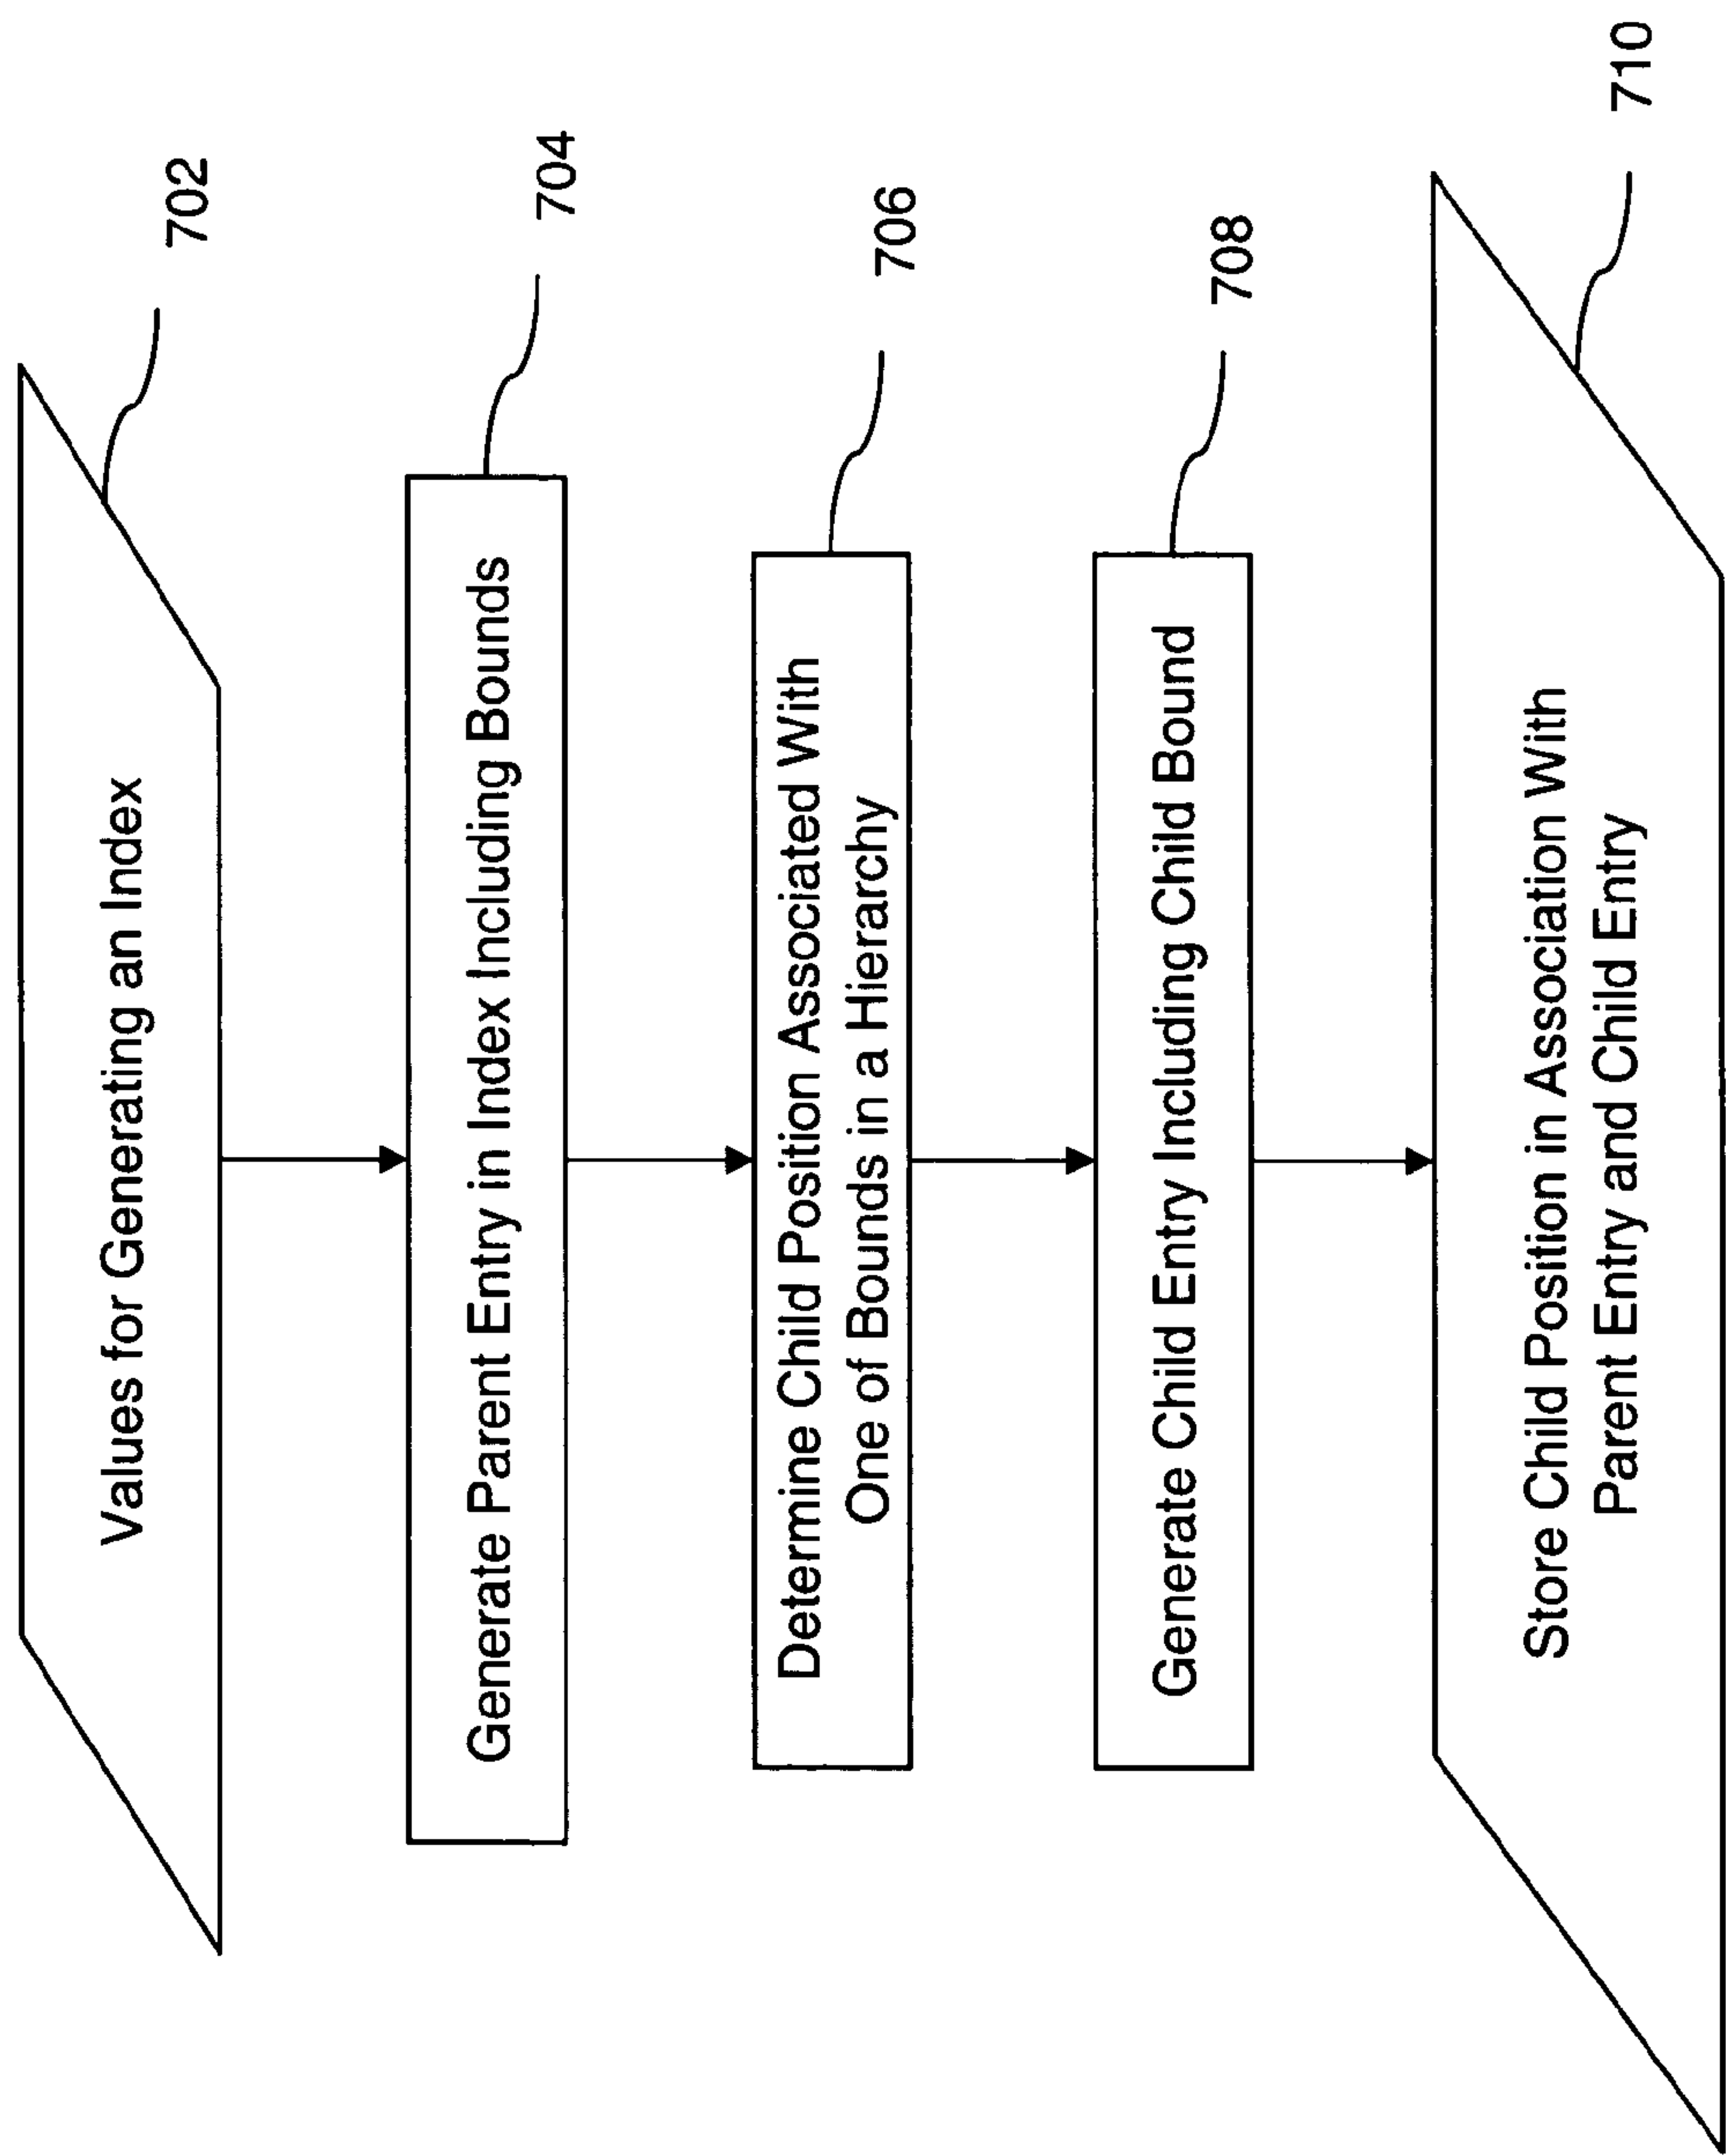 Values for Generating an Index
702
Generate Parent Entry in Index Including Bounds
704
Determine Child Position Associated With
One of Bounds in a Hierarchy
706
Generate Child Entry Including Child Bound
708
Store Child Position in Association With
Parent Entry and Child Entry
710